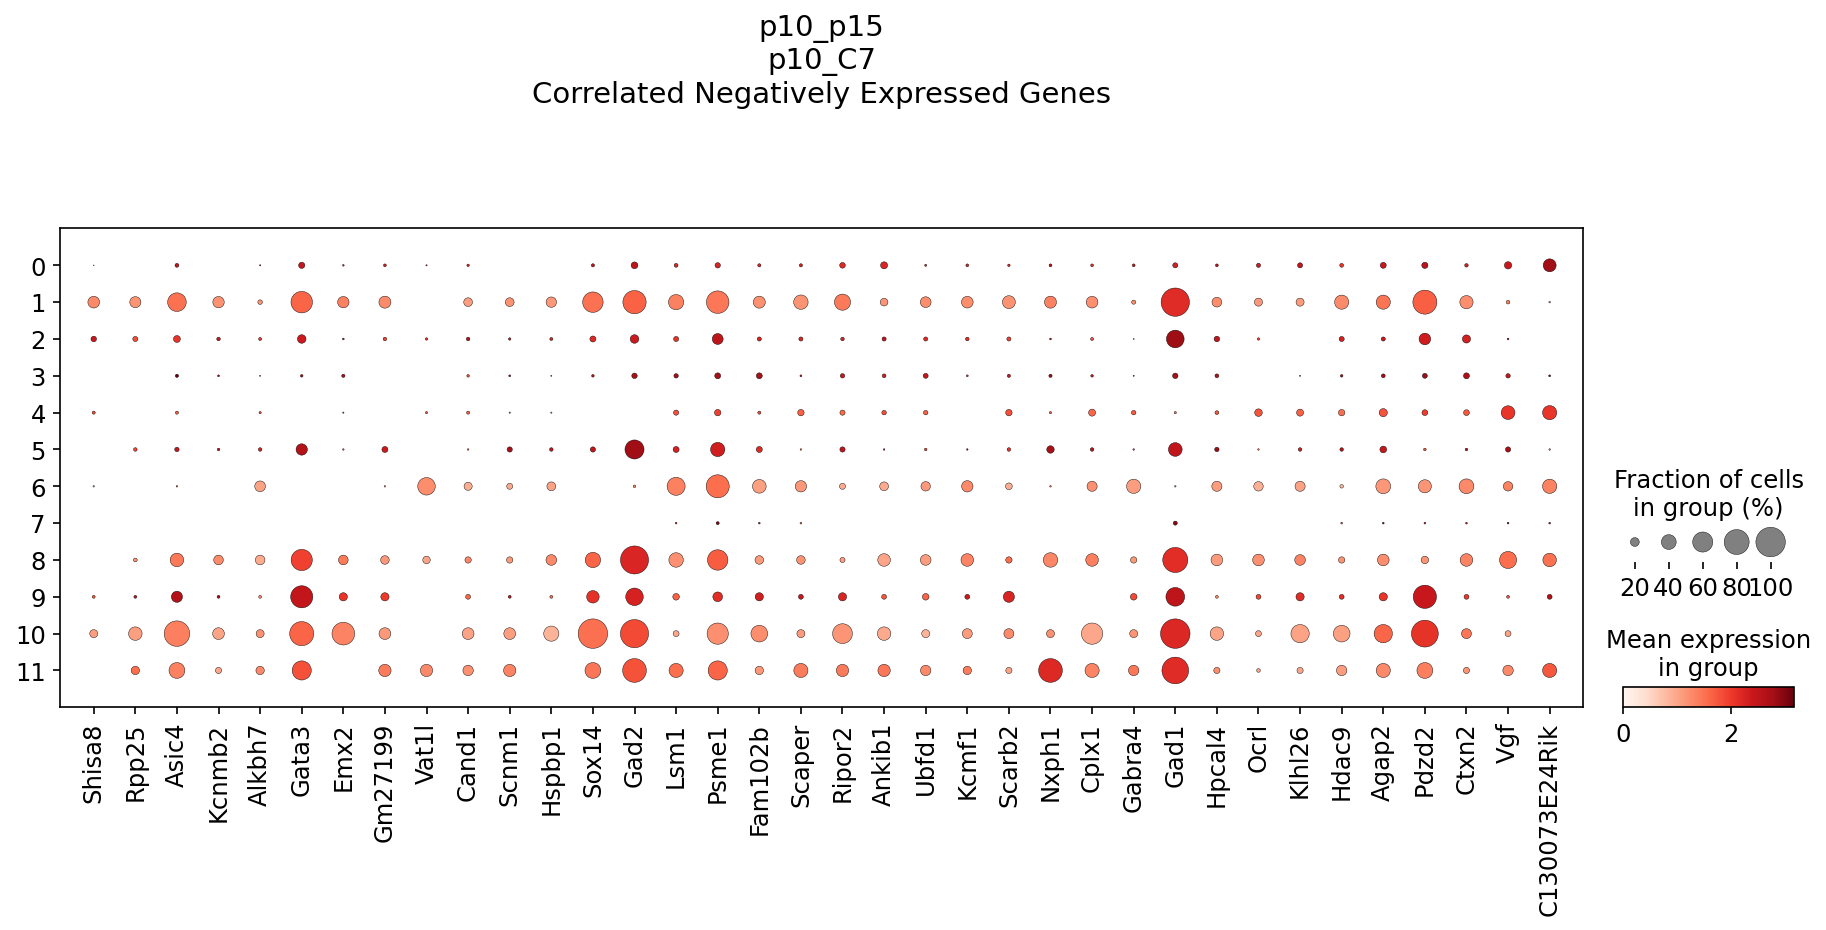 p10_p15
p10_C7
Correlated Negatively Expressed Genes
0
1
2
3
4
5
6
7
8
9
10
11
Shisa8
Rpp25
Asic4
Kcnmb2
Alkbh7
Gata3
Emx2
Gm27199
Vat1l
Cand1
Scnm1
Hspbp1
Sox14
Gad2
Lsm1
Psme1
Fam102b
Scaper
Ripor2
Ankib1
Ubfd1
Kcmf1
Scarb2
Nxph1
Cplx1
Gabra4
Gad1
Hpcal4
Ocrl
Klhl26
Hdac9
Agap2
Pdzd2
Ctxn2
Vgf
C130073E24Rik
Fraction of cells
in group (%)
20 40 60 80 100
Mean expression
in group
0 2